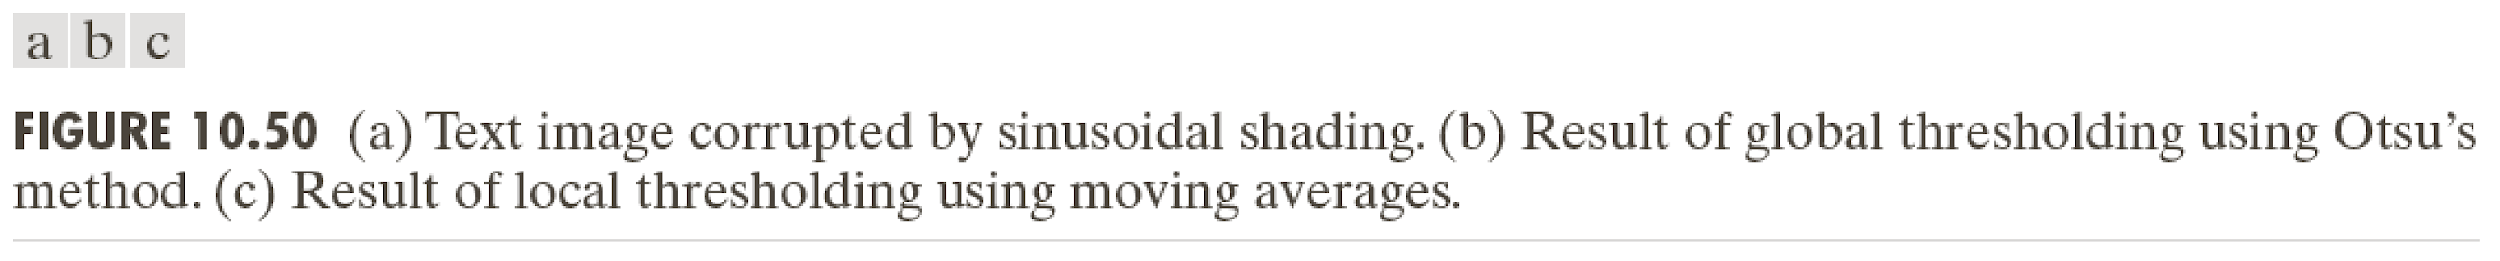 a b c
FIGURE 10.50 (a) Text image corrupted by sinusoidal shading. (b) Result of global thresholding using Otsu’s
method. (c) Result of local thresholding using moving averages.